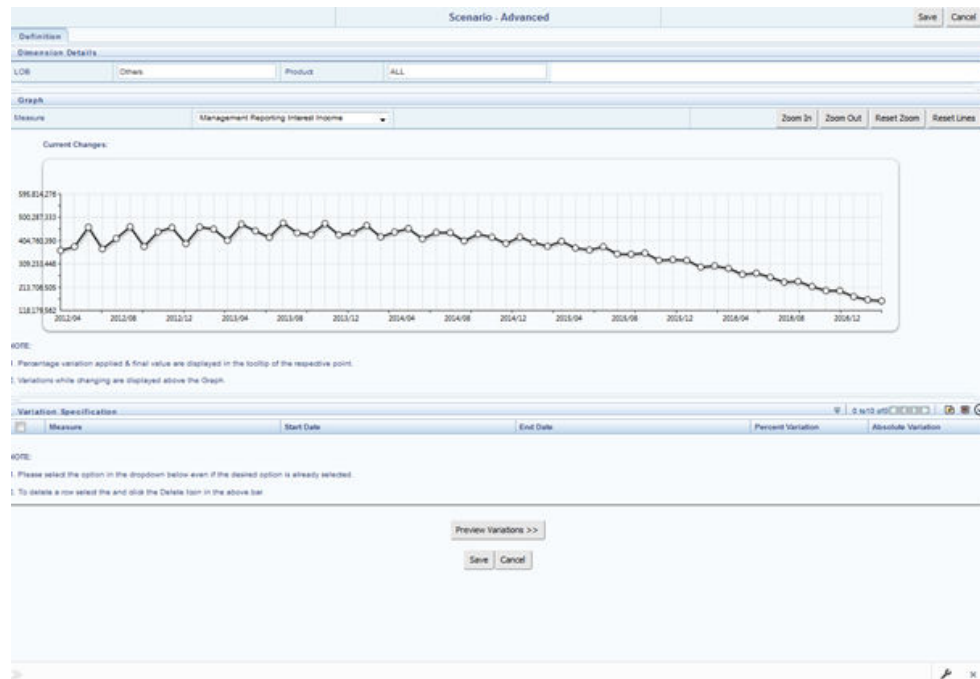 Scenario - Advanced
Save Cancel
Definition
Dimension Details
LOB Others Product ALL
Graph
Measure Management Reporting Interest Income Zoom In Zoom Out Reset Zoom Reset Lines
Current Changes:
595,814,276
500,287,333
404,760,390
309,233,448
213,706,505
118,179,562
2012/04 2012/08 2012/12 2013/04 2013/08 2013/12 2014/04 2014/08 2014/12 2015/04 2015/08 2015/12 2016/04 2016/08 2016/12
NOTE:
. Percentage variation applied & final value are displayed in the tooltip of the respective point.
. Variations while changing are displayed above the Graph.
Variation Specification
Measure Start Date End Date Percent Variation Absolute Variation
NOTE:
. Please select the option in the dropdown below even if the desired option is already selected.
. To delete a row select the and click the Delete Icon in the above bar
Preview Variations >>
Save Cancel